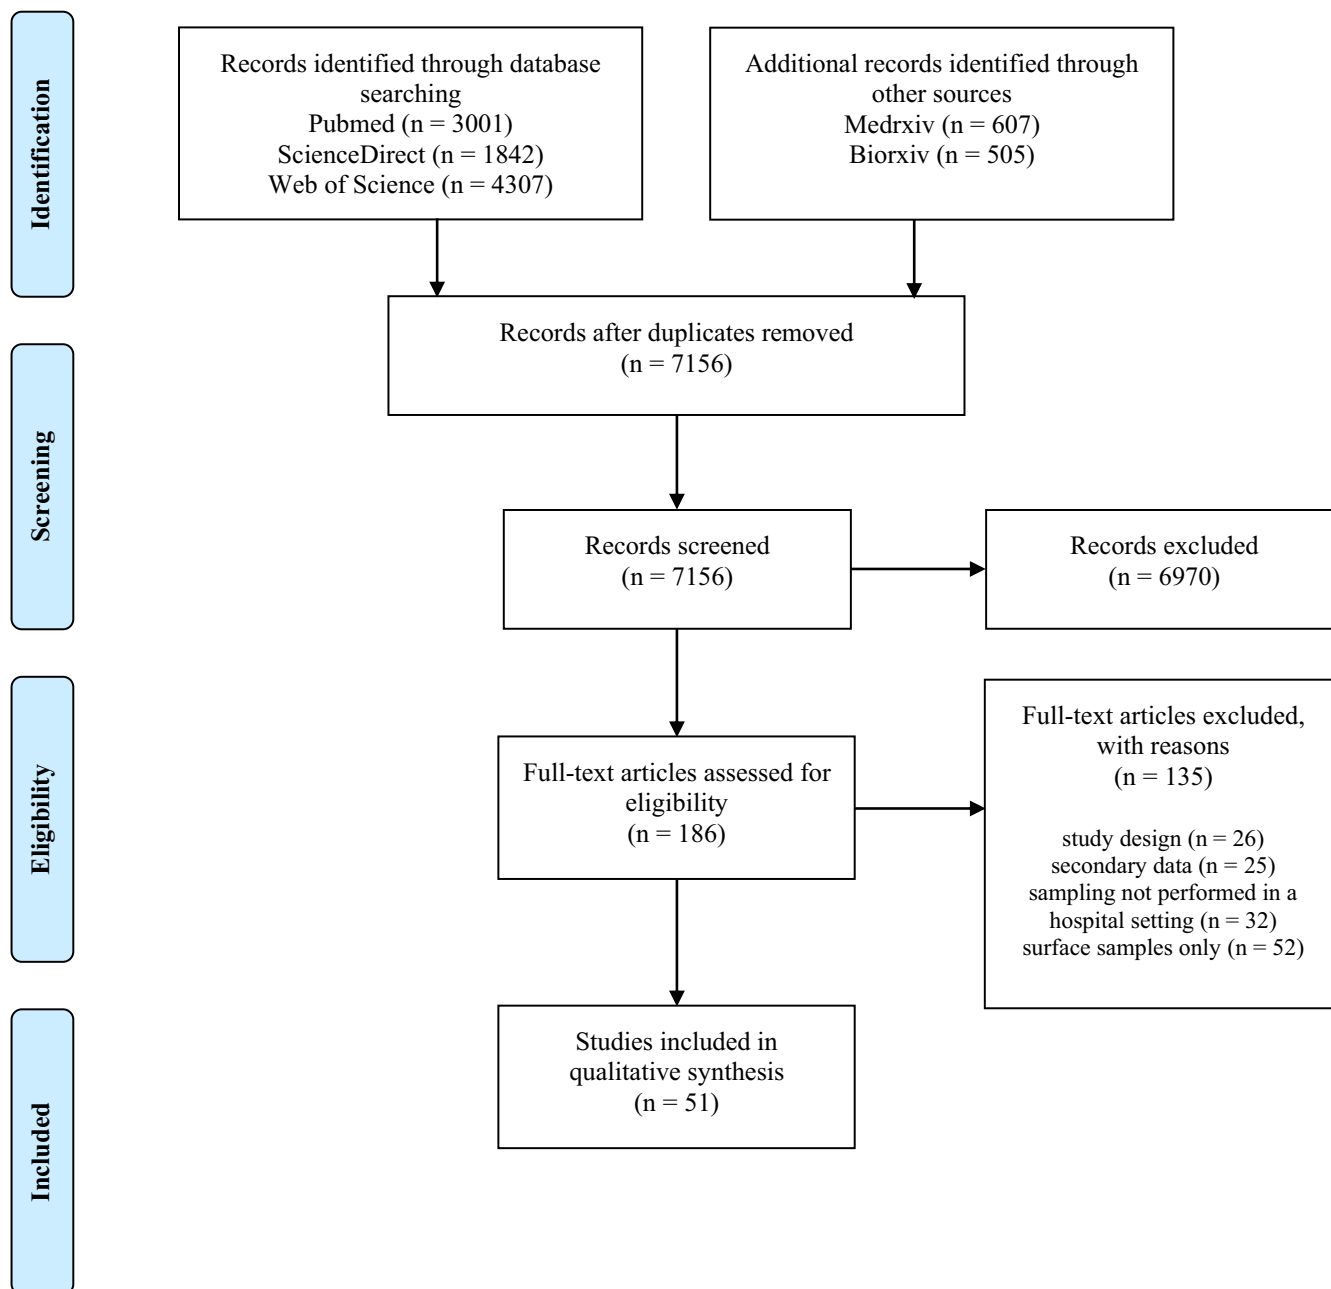 Identification
Records identified through database
searching
Pubmed (n = 3001)
ScienceDirect (n = 1842)
Web of Science (n = 4307)
Additional records identified through
other sources
Medrxiv (n = 607)
Biorxiv (n = 505)
Records after duplicates removed
(n = 7156)
Screening
Records screened
(n = 7156)
Records excluded
(n = 6970)
Eligibility
Full-text articles assessed for
eligibility
(n = 186)
Full-text articles excluded,
with reasons
(n = 135)
study design (n = 26)
secondary data (n = 25)
sampling not performed in a
hospital setting (n = 32)
surface samples only (n = 52)
Included
Studies included in
qualitative synthesis
(n = 51)